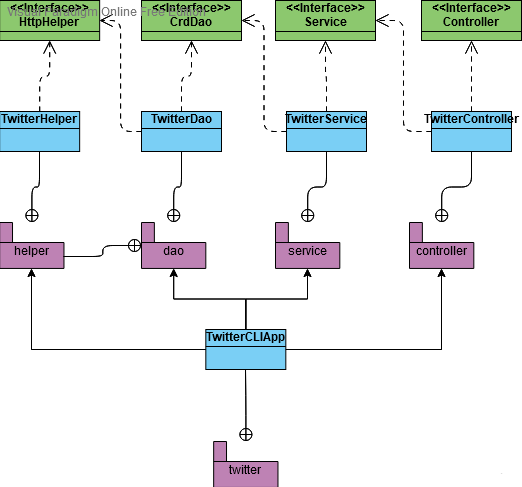 <<Interface>> <<Interface>> <<Interface>> <<Interface>>
Visual Paradigm Online Free Edition
HttpHelper CrdDao Service Controller
TwitterHelper TwitterDao TwitterService TwitterController
helper dao service controller
TwitterCLIApp
twitter